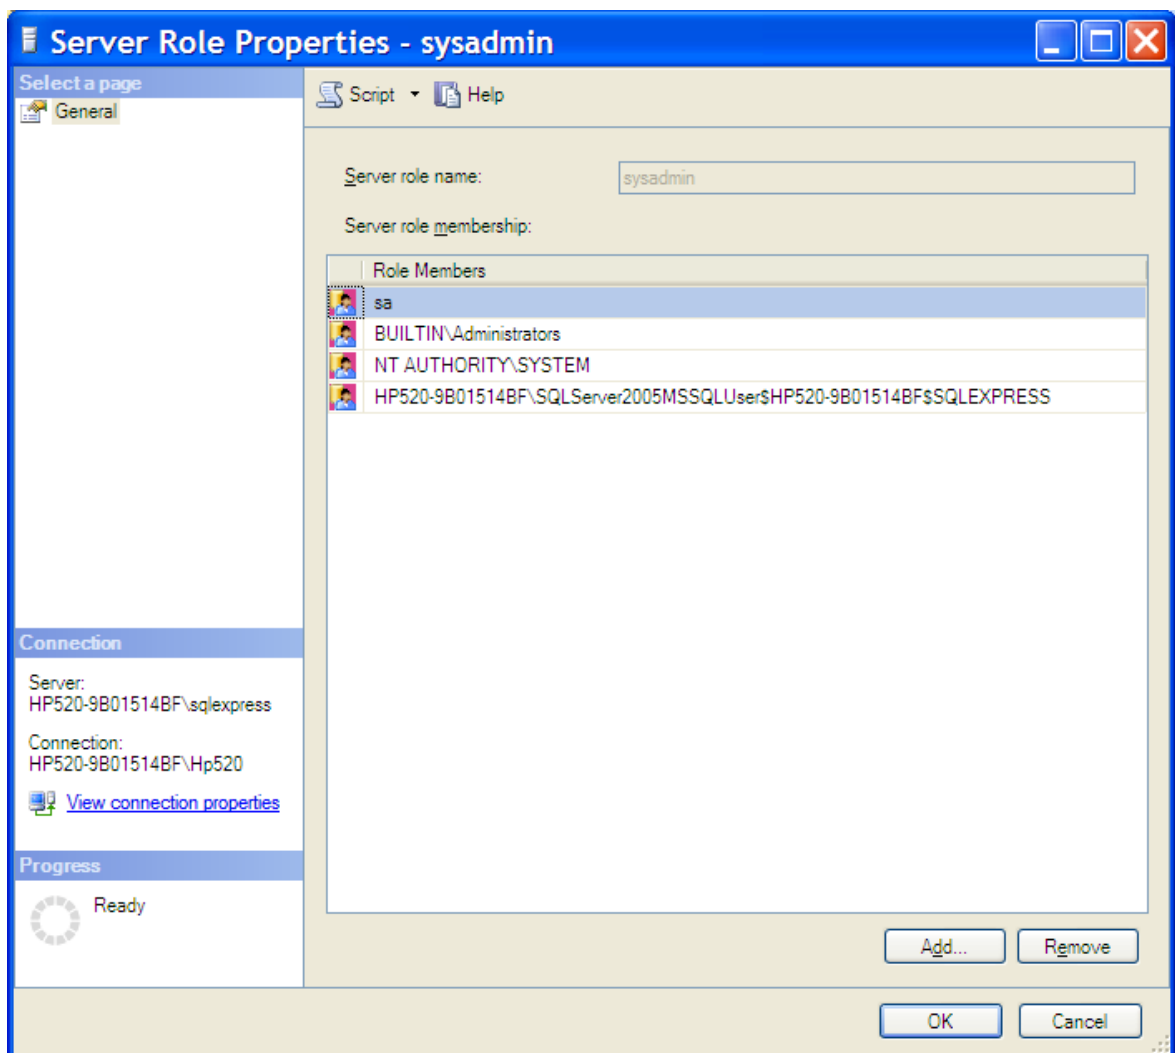 Server Role Properties - sysadmin
Select a page
General
Script Help
Server role name: sysadmin
Server role membership:
Role Members
sa
BUILTIN\Administrators
NT AUTHORITY\SYSTEM
HP520-9B01514BF\SQLServer2005MSSQLUser$HP520-9B01514BF$SQLEXPRESS
Connection
Server:
HP520-9B01514BF\sqlexpress
Connection:
HP520-9B01514BF\Hp520
View connection properties
Progress
Ready
Add... Remove
OK Cancel